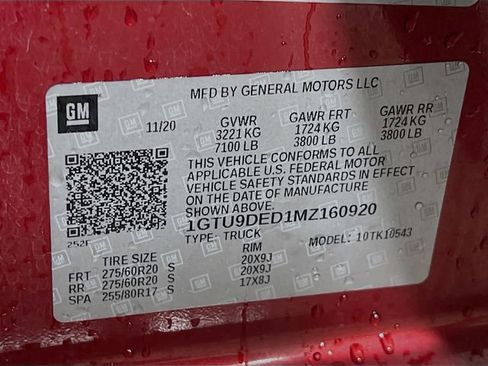 MFD BY GENERAL MOTORS LLC
GM
11/20
GVWR GAWR FRT GAWR RR
3221 KG 1724 KG 1724 KG
7100 LB 3800 LB 3800 LB
THIS VEHICLE CONFORMS TO ALL
APPLICABLE U.S. FEDERAL MOTOR
VEHICLE SAFETY STANDARDS IN EFFECT
ON THE DATE OF MANUFACTURE
SHOWN ABOVE.
1GTU9DED1MZ160920
252F
TYPE: TRUCK MODEL: 10TK10543
TIRE SIZE RIM
FRT 275/60R20 S 20X9J
RR 275/60R20 S 20X9J
SPA 255/80R17 S 17X8J